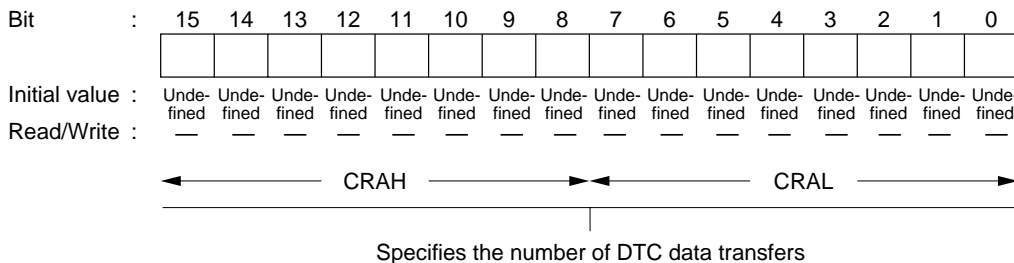 Bit : 15 14 13 12 11 10 9 8 7 6 5 4 3 2 1 0
Initial value : Unde- Unde- Unde- Unde- Unde- Unde- Unde- Unde- Unde- Unde- Unde- Unde- Unde- Unde- Unde- Unde-
fined fined fined fined fined fined fined fined fined fined fined fined fined fined fined fined
Read/Write : — — — — — — — — — — — — — — — —
CRAH CRAL
Specifies the number of DTC data transfers